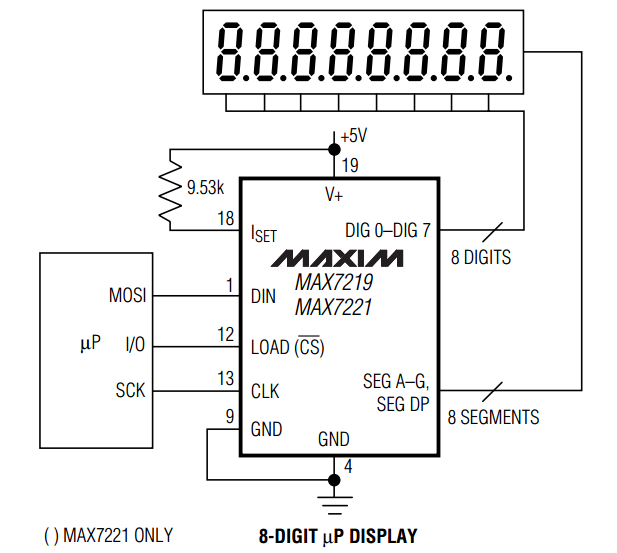 8.8.8.8.8.8.8.8.
+5V
19
9.53k
V+
18
ISET
DIG 0–DIG 7
MAXIM
8 DIGITS
MAX7219
MAX7221
MOSI
1
DIN
µP
I/O
12
LOAD (C̅S̅)
SCK
13
CLK
SEG A–G,
SEG DP
8 SEGMENTS
9
GND
GND
4
( ) MAX7221 ONLY
8-DIGIT µP DISPLAY